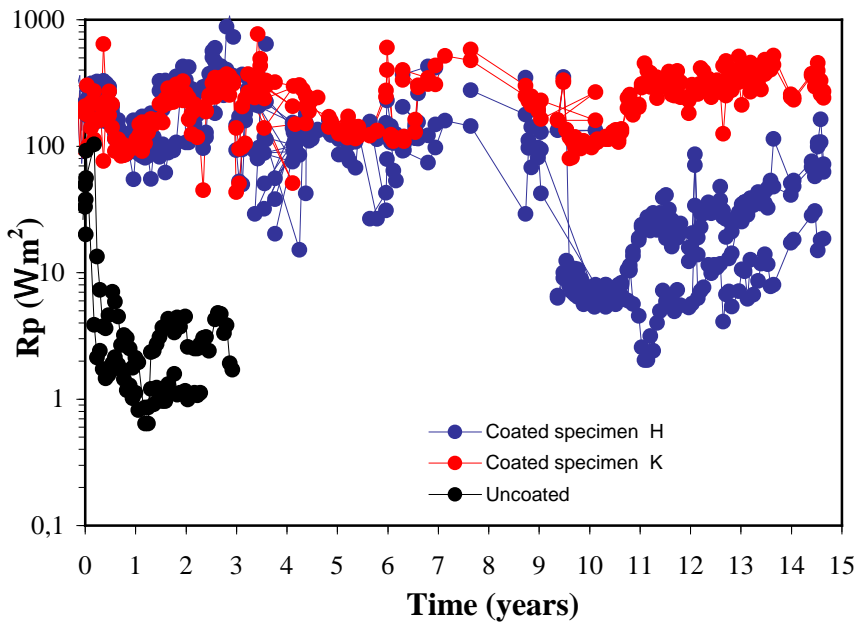 1000
100
10
1
0,1
Rp (Wm²)
Coated specimen H
Coated specimen K
Uncoated
0 1 2 3 4 5 6 7 8 9 10 11 12 13 14 15
Time (years)